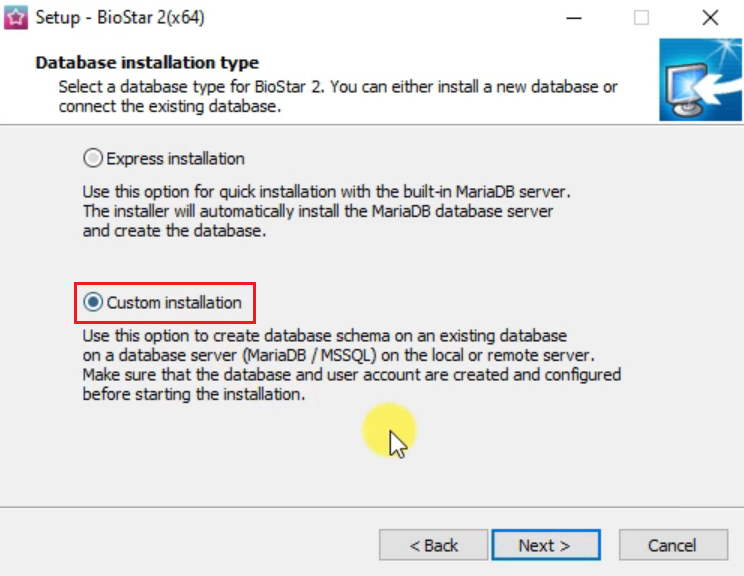 Setup - BioStar 2(x64)
Database installation type
Select a database type for BioStar 2. You can either install a new database or
connect the existing database.
Express installation
Use this option for quick installation with the built-in MariaDB server.
The installer will automatically install the MariaDB database server
and create the database.
Custom installation
Use this option to create database schema on an existing database
on a database server (MariaDB / MSSQL) on the local or remote server.
Make sure that the database and user account are created and configured
before starting the installation.
< Back Next > Cancel